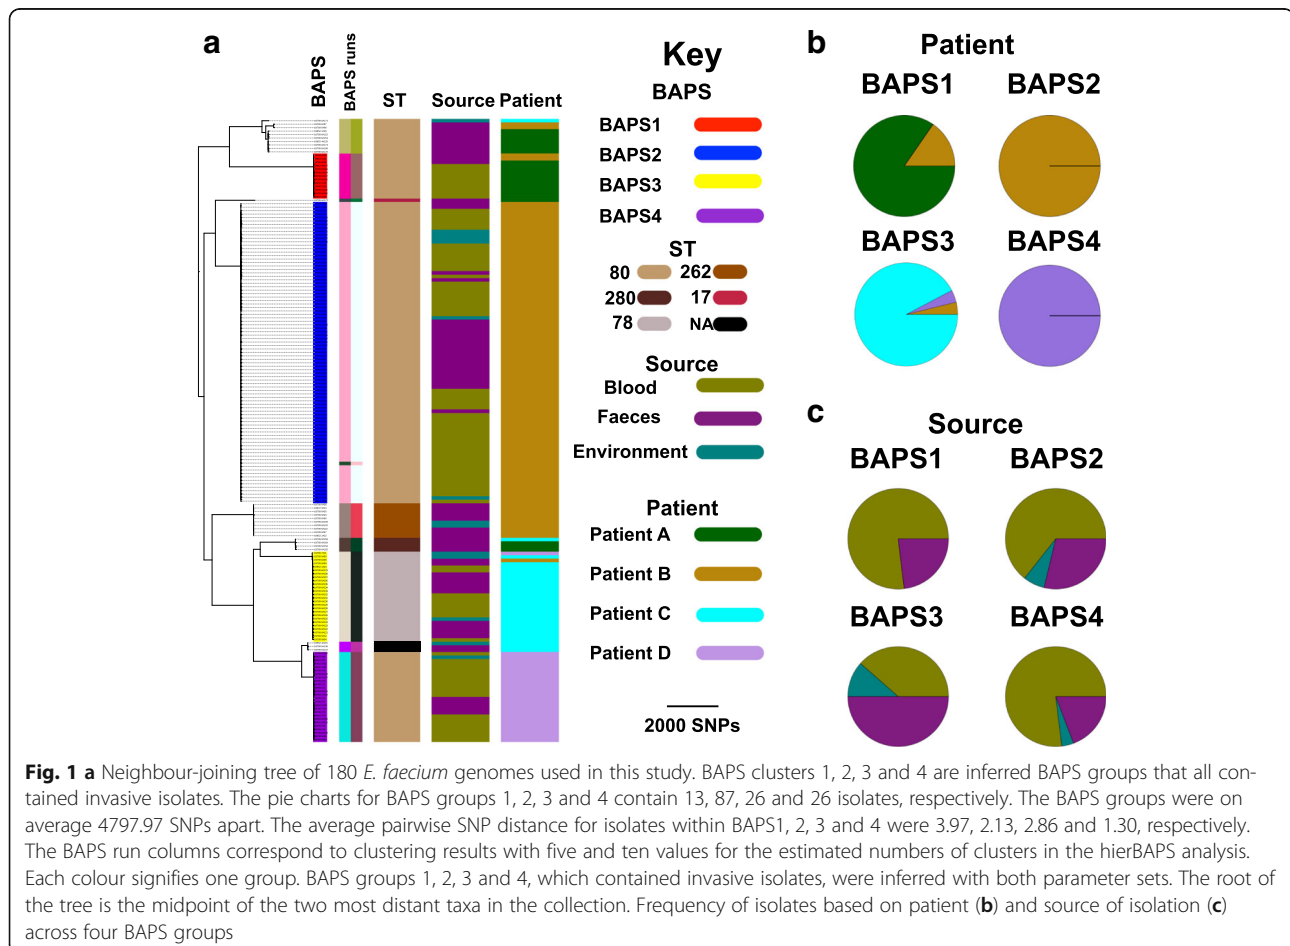 a
BAPS
BAPS runs
ST
Source
Patient
Key
BAPS
BAPS1
BAPS2
BAPS3
BAPS4
ST
80
262
280
17
78
NA
Source
Blood
Faeces
Environment
Patient
Patient A
Patient B
Patient C
Patient D
2000 SNPs
b
Patient
BAPS1
BAPS2
BAPS3
BAPS4
c
Source
BAPS1
BAPS2
BAPS3
BAPS4
Fig. 1 a Neighbour-joining tree of 180 E. faecium genomes used in this study. BAPS clusters 1, 2, 3 and 4 are inferred BAPS groups that all con-
tained invasive isolates. The pie charts for BAPS groups 1, 2, 3 and 4 contain 13, 87, 26 and 26 isolates, respectively. The BAPS groups were on
average 4797.97 SNPs apart. The average pairwise SNP distance for isolates within BAPS1, 2, 3 and 4 were 3.97, 2.13, 2.86 and 1.30, respectively.
The BAPS run columns correspond to clustering results with five and ten values for the estimated numbers of clusters in the hierBAPS analysis.
Each colour signifies one group. BAPS groups 1, 2, 3 and 4, which contained invasive isolates, were inferred with both parameter sets. The root of
the tree is the midpoint of the two most distant taxa in the collection. Frequency of isolates based on patient (b) and source of isolation (c)
across four BAPS groups